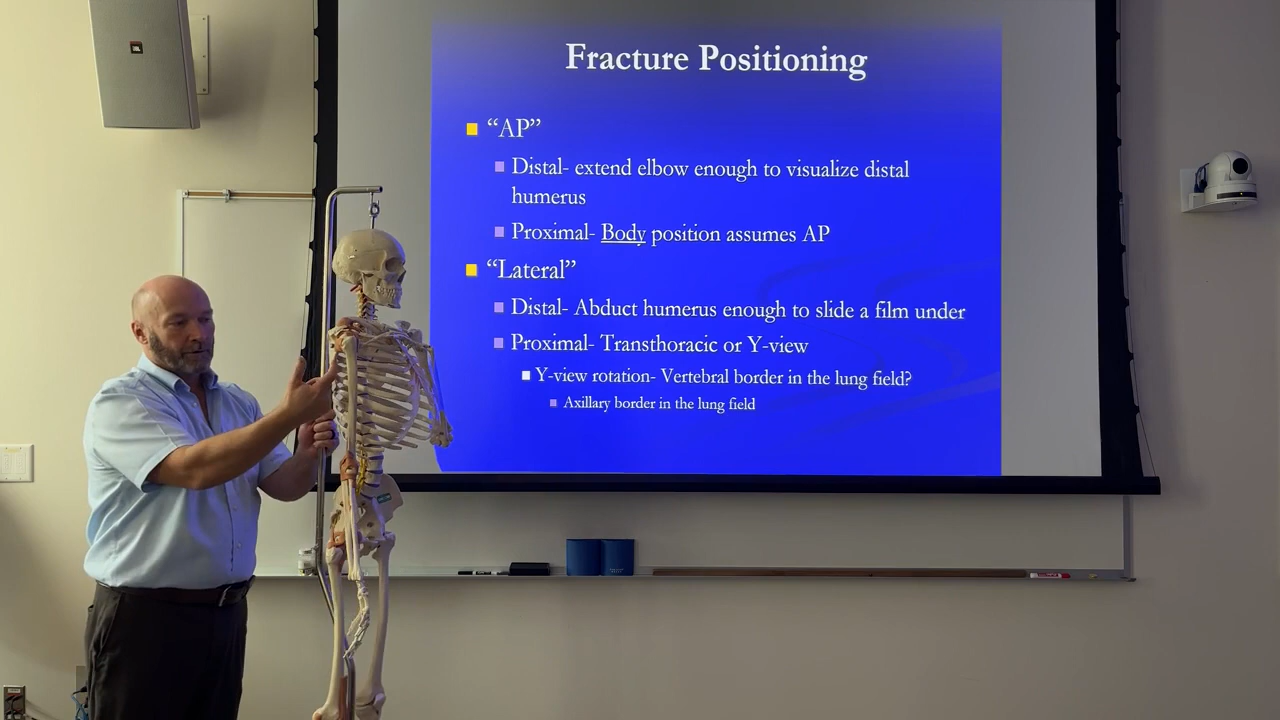 Fracture Positioning
“AP”
Distal- extend elbow enough to visualize distal
humerus
Proximal- Body position assumes AP
“Lateral”
Distal- Abduct humerus enough to slide a film under
Proximal- Transthoracic or Y-view
Y-view rotation- Vertebral border in the lung field?
Axillary border in the lung field